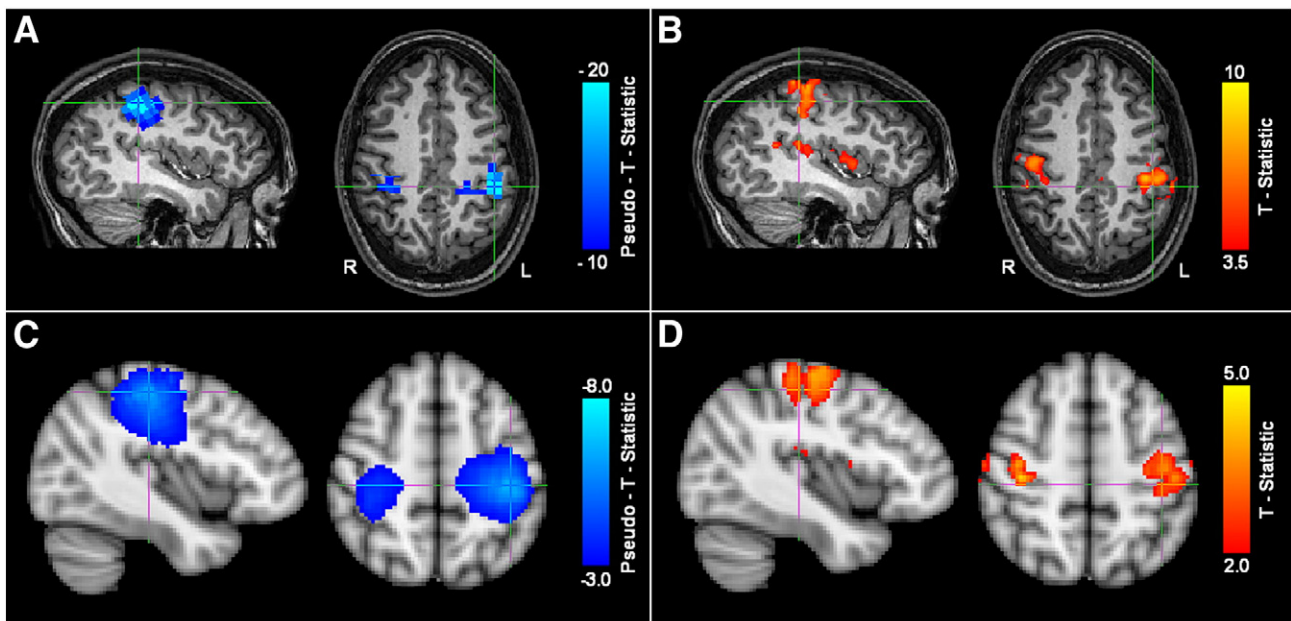 A
- 20
Pseudo - T - Statistic
- 10
R
L
B
10
T - Statistic
3.5
R
L
C
-8.0
Pseudo - T - Statistic
-3.0
D
5.0
T - Statistic
2.0